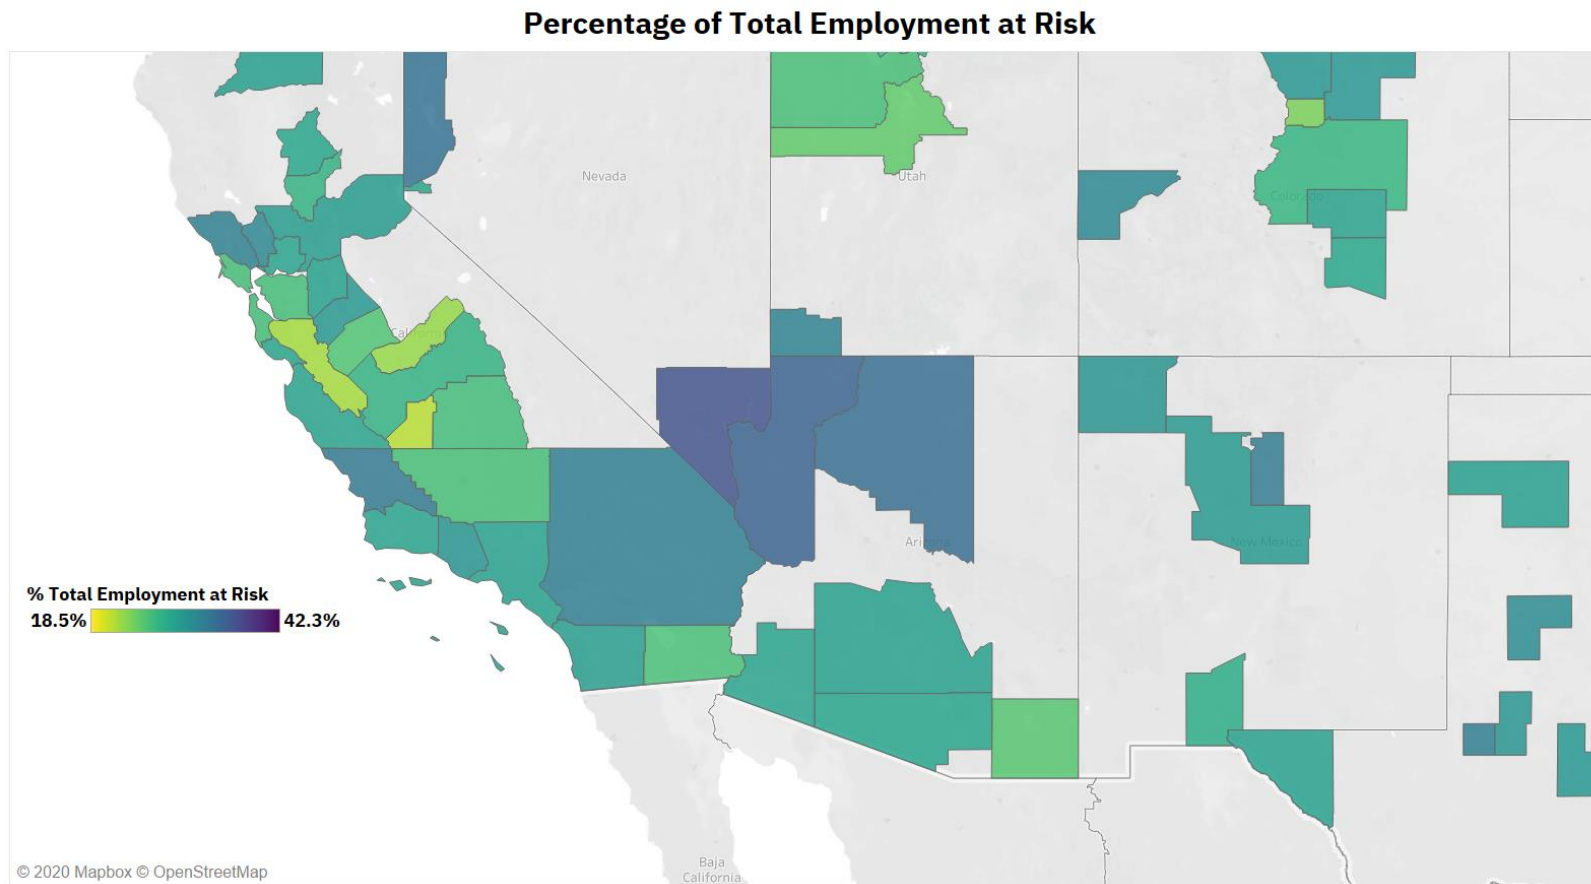 Percentage of Total Employment at Risk
Nevada
Utah
Colorado
California
Arizona
New Mexico
% Total Employment at Risk
18.5% 42.3%
Baja
California
© 2020 Mapbox © OpenStreetMap